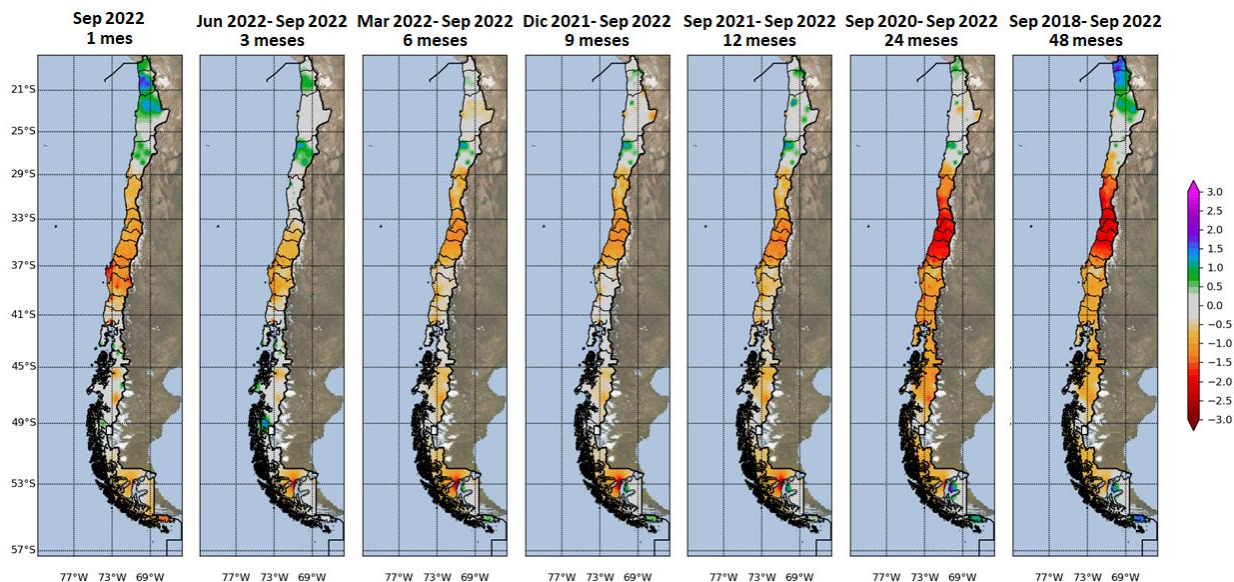 Sep 2022
1 mes
Jun 2022- Sep 2022
3 meses
Mar 2022- Sep 2022
6 meses
Dic 2021- Sep 2022
9 meses
Sep 2021- Sep 2022
12 meses
Sep 2020- Sep 2022
24 meses
Sep 2018- Sep 2022
48 meses
21°S
25°S
29°S
33°S
37°S
41°S
45°S
49°S
53°S
57°S
77°W 73°W 69°W
77°W 73°W 69°W
77°W 73°W 69°W
77°W 73°W 69°W
77°W 73°W 69°W
77°W 73°W 69°W
77°W 73°W 69°W
3.0
2.5
2.0
1.5
1.0
0.5
0.0
−0.5
−1.0
−1.5
−2.0
−2.5
−3.0